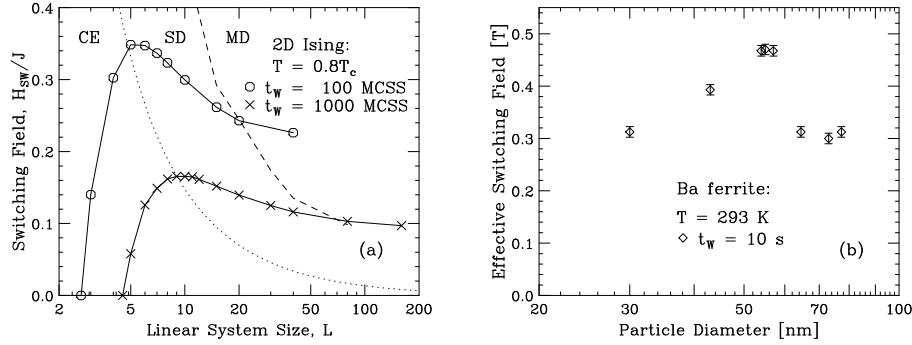 0.4
0.3
0.2
0.1
0.0
Switching Field, H_SW/J
CE SD MD
2D Ising:
T = 0.8T_c
t_W = 100 MCSS
t_W = 1000 MCSS
(a)
2 5 10 20 50 100 200
Linear System Size, L
0.5
0.4
0.3
0.2
0.1
0.0
Effective Switching Field [T]
Ba ferrite:
T = 293 K
t_W = 10 s
(b)
20 30 40 50 60 70 80 100
Particle Diameter [nm]